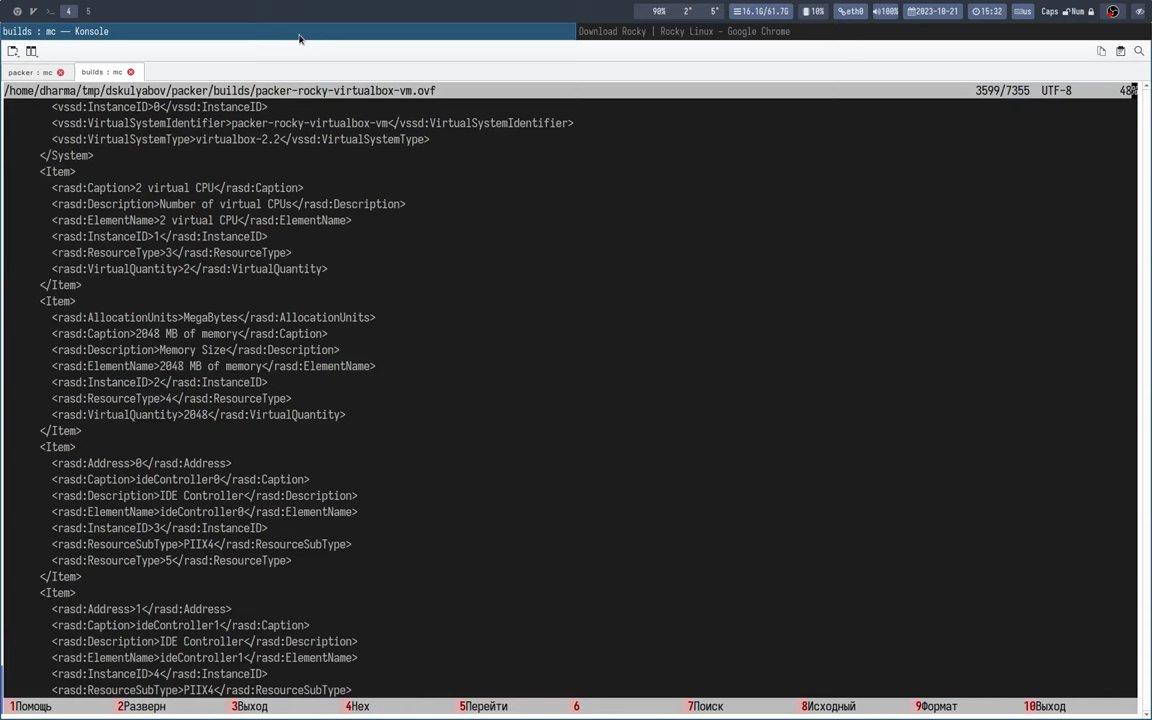 4 5 90% 2° 5° 16.1G/61.7G 10% eth0 100% 2023-10-21 15:32 us Caps Num
builds : mc — Konsole Download Rocky | Rocky Linux - Google Chrome
packer : mc builds : mc
/home/dharma/tmp/dskulyabov/packer/builds/packer-rocky-virtualbox-vm.ovf 3599/7355 UTF-8 48%
<vssd:InstanceID>0</vssd:InstanceID>
<vssd:VirtualSystemIdentifier>packer-rocky-virtualbox-vm</vssd:VirtualSystemIdentifier>
<vssd:VirtualSystemType>virtualbox-2.2</vssd:VirtualSystemType>
</System>
<Item>
<rasd:Caption>2 virtual CPU</rasd:Caption>
<rasd:Description>Number of virtual CPUs</rasd:Description>
<rasd:ElementName>2 virtual CPU</rasd:ElementName>
<rasd:InstanceID>1</rasd:InstanceID>
<rasd:ResourceType>3</rasd:ResourceType>
<rasd:VirtualQuantity>2</rasd:VirtualQuantity>
</Item>
<Item>
<rasd:AllocationUnits>MegaBytes</rasd:AllocationUnits>
<rasd:Caption>2048 MB of memory</rasd:Caption>
<rasd:Description>Memory Size</rasd:Description>
<rasd:ElementName>2048 MB of memory</rasd:ElementName>
<rasd:InstanceID>2</rasd:InstanceID>
<rasd:ResourceType>4</rasd:ResourceType>
<rasd:VirtualQuantity>2048</rasd:VirtualQuantity>
</Item>
<Item>
<rasd:Address>0</rasd:Address>
<rasd:Caption>ideController0</rasd:Caption>
<rasd:Description>IDE Controller</rasd:Description>
<rasd:ElementName>ideController0</rasd:ElementName>
<rasd:InstanceID>3</rasd:InstanceID>
<rasd:ResourceSubType>PIIX4</rasd:ResourceSubType>
<rasd:ResourceType>5</rasd:ResourceType>
</Item>
<Item>
<rasd:Address>1</rasd:Address>
<rasd:Caption>ideController1</rasd:Caption>
<rasd:Description>IDE Controller</rasd:Description>
<rasd:ElementName>ideController1</rasd:ElementName>
<rasd:InstanceID>4</rasd:InstanceID>
<rasd:ResourceSubType>PIIX4</rasd:ResourceSubType>
1Помощь 2Разверн 3Выход 4Hex 5Перейти 6 7Поиск 8Исходный 9Формат 10Выход